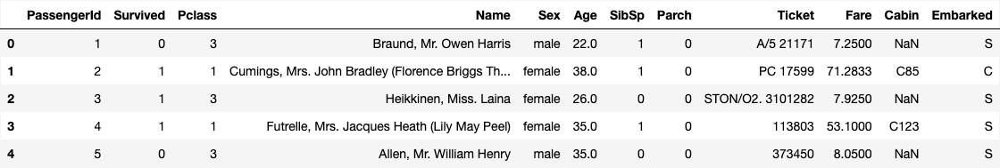 PassengerId Survived Pclass Name Sex Age SibSp Parch Ticket Fare Cabin Embarked
0 1 0 3 Braund, Mr. Owen Harris male 22.0 1 0 A/5 21171 7.2500 NaN S
1 2 1 1 Cumings, Mrs. John Bradley (Florence Briggs Th... female 38.0 1 0 PC 17599 71.2833 C85 C
2 3 1 3 Heikkinen, Miss. Laina female 26.0 0 0 STON/O2. 3101282 7.9250 NaN S
3 4 1 1 Futrelle, Mrs. Jacques Heath (Lily May Peel) female 35.0 1 0 113803 53.1000 C123 S
4 5 0 3 Allen, Mr. William Henry male 35.0 0 0 373450 8.0500 NaN S